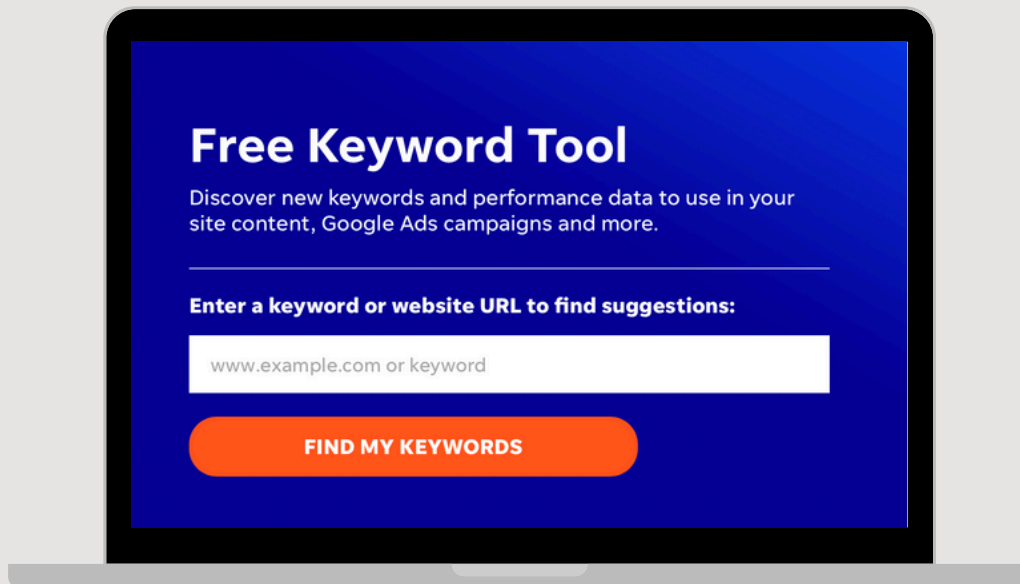 Free Keyword Tool
Discover new keywords and performance data to use in your
site content, Google Ads campaigns and more.
Enter a keyword or website URL to find suggestions:
www.example.com or keyword
FIND MY KEYWORDS